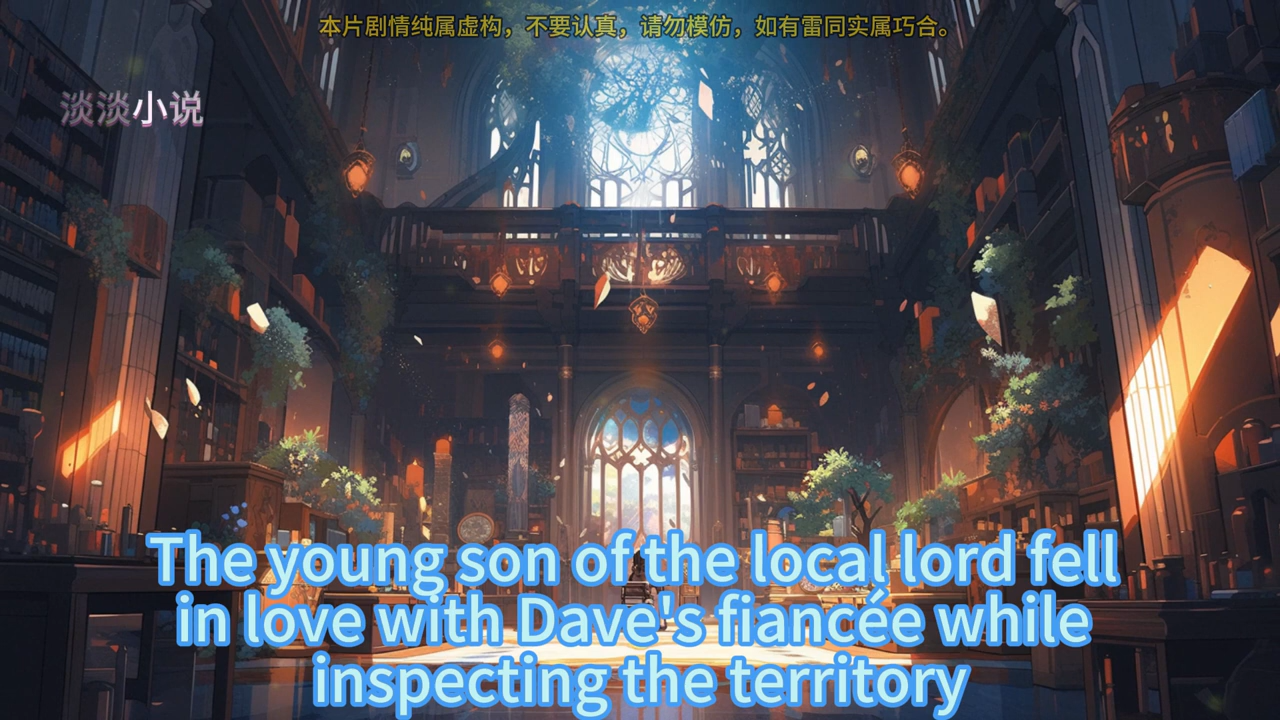 本片剧情纯属虚构，不要认真，请勿模仿，如有雷同实属巧合。
淡淡小说
The young son of the local lord fell
in love with Dave's fiancée while
inspecting the territory